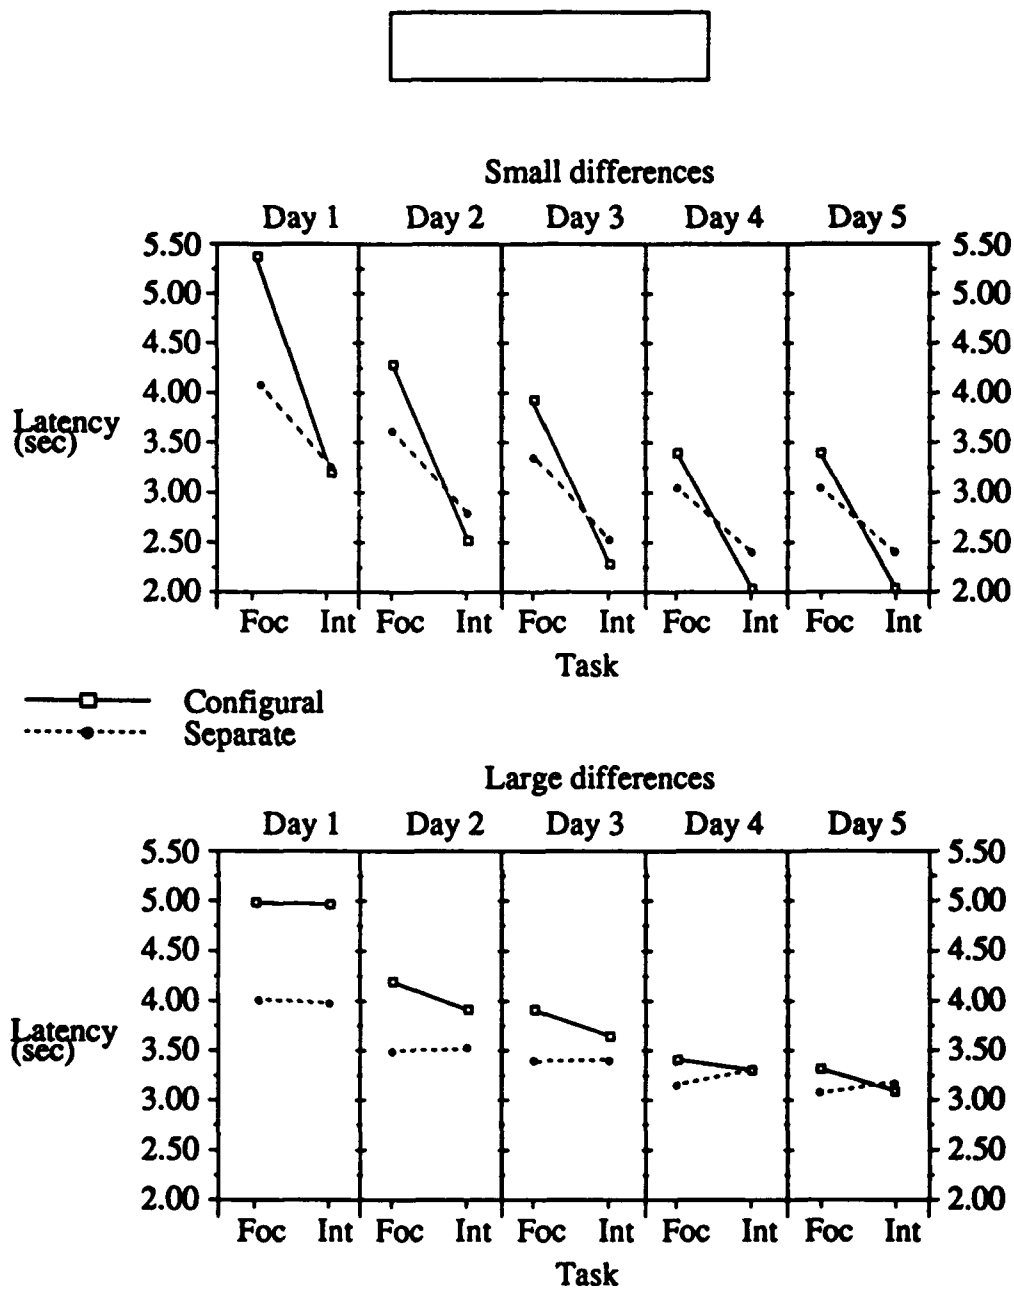 Small differences
Day 1 Day 2 Day 3 Day 4 Day 5
5.50 5.50
5.00 5.00
4.50 4.50
4.00 4.00
Latency
(sec)
3.50 3.50
3.00 3.00
2.50 2.50
2.00 2.00
Foc Int Foc Int Foc Int Foc Int Foc Int
Task
Configural
Separate
Large differences
Day 1 Day 2 Day 3 Day 4 Day 5
5.50 5.50
5.00 5.00
4.50 4.50
4.00 4.00
Latency
(sec)
3.50 3.50
3.00 3.00
2.50 2.50
2.00 2.00
Foc Int Foc Int Foc Int Foc Int Foc Int
Task